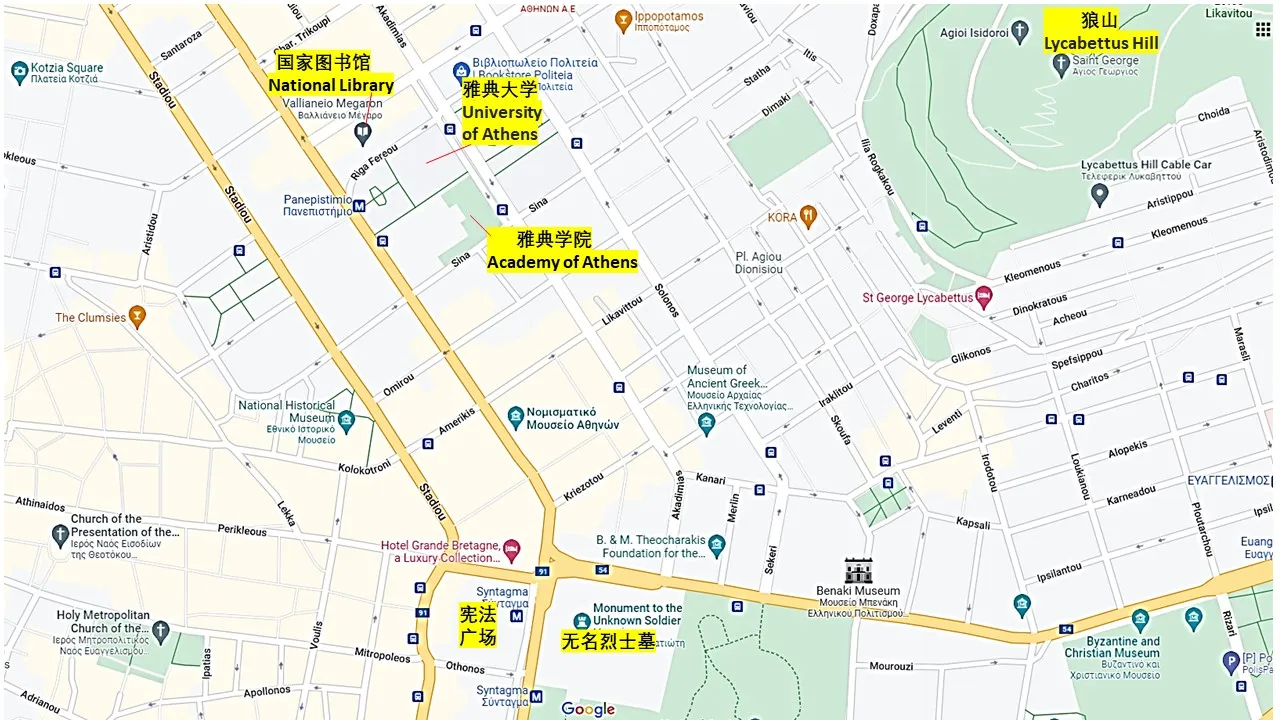 ΑΘΗΝΩΝ Α.Ε
Akadimias
Char. Trikoupi
Santaroza
Kotzia Square
Πλατεία Κοτζιά
国家图书馆
National Library
Vallianeio Megaron
Βαλλιάνειο Μέγαρο
Ippopotamos
Ιπποπόταμος
Βιβλιοπωλείο Πολιτεία
| Bookstore Politeia
Πολιτεία
雅典大学
University
of Athens
Itis
Statha
Dimaki
Doxapa
Agioi Isidoroi
狼山
Lycabettus Hill
Saint George
Άγιος Γεώργιος
Likavitou
Choida
Aristodimou
Lycabettus Hill Cable Car
Τελεφερίκ Λυκαβηττού
Aristippou
Kleomenous
Kleomenous
Ilia Rogkakou
Stadiou
Stadiou
Riga Fereou
Panepistimio
Πανεπιστήμιο
Sina
Sina
雅典学院
Academy of Athens
Aristidou
KORA
Pl. Agiou
Dionisiou
St George Lycabettus
Dinokratous
Acheou
Solonos
Likavittou
The Clumsies
Glikonos
Spefsippou
Charitos
Marasli
Omirou
Amerikis
National Historical
Museum
Εθνικό Ιστορικό
Μουσείο
Νομισματικό
Μουσείο Αθηνών
Museum of
Ancient Greek...
Μουσείο Αρχαίας
Ελληνικής Τεχνολογίας...
Iraklitou
Skoufa
Leventi
Irodotou
Loukianou
Alopekis
Karneadou
Ploutarchou
ΕΥΑΓΓΕΛΙΣΜΟΣ
Kolokotroni
Stadiou
Kriezotou
Akadimias
Kanari
Merlin
Sekeri
Kapsali
Ipsilantou
Athinaidos
Lekka
Perikleous
Church of the
Presentation of the...
Ιερός Ναός Εισοδίων
της Θεοτόκου...
Hotel Grande Bretagne,
a Luxury Collection...
B. & M. Theocharakis
Foundation for the...
91
54
Benaki Museum
Μουσείο Μπενάκη
Ελληνικού Πολιτισμού...
Syntagma
Σύνταγμα
91
宪法
广场
Monument to the
Unknown Soldier
无名烈士墓
Holy Metropolitan
Church of the...
Ιερός Μητροπολιτικός
Ναός Ευαγγελισμού...
Voulis
Ipatias
Mitropoleos
Othonos
Apollonos
Adrianou
Syntagma
Σύνταγμα
Google
Mourouzi
54
Byzantine and
Christian Museum
Βυζαντινό και
Χριστιανικό Μουσείο
Rizari